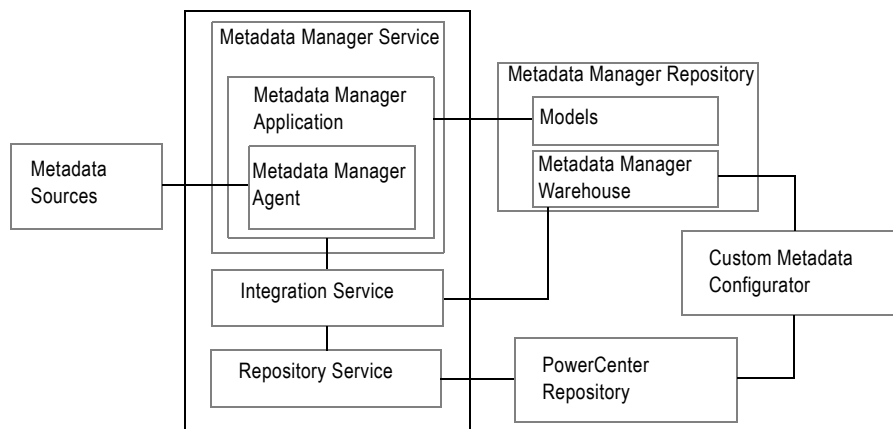 Metadata Manager Service
Metadata Manager
Application
Metadata Manager
Agent
Metadata
Sources
Metadata Manager Repository
Models
Metadata Manager
Warehouse
Custom Metadata
Configurator
Integration Service
Repository Service
PowerCenter
Repository